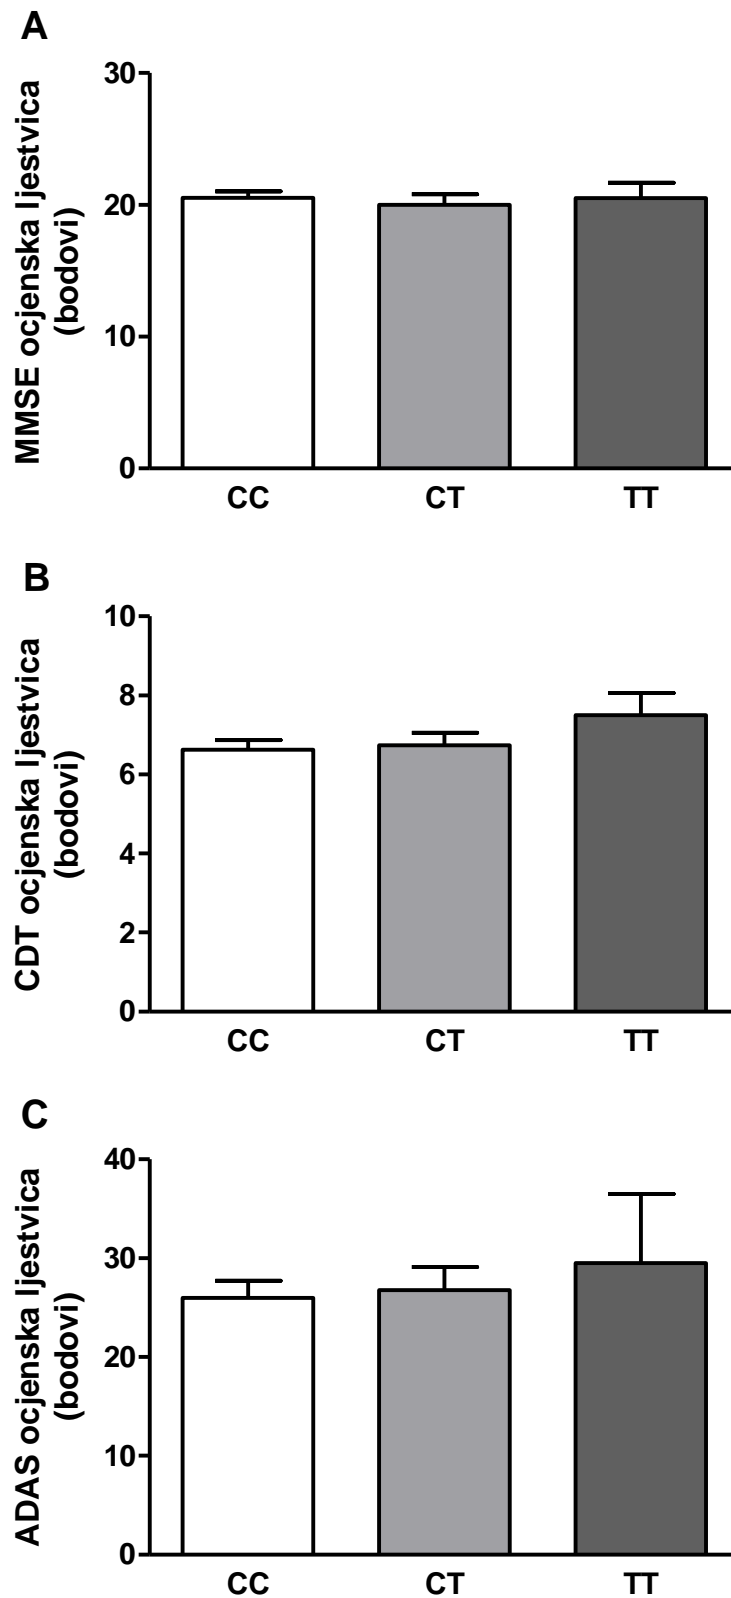 A
MMSE ocjenska ljestvica
(bodovi)
30
20
10
0
CC CT TT
B
CDT ocjenska ljestvica
(bodovi)
10
8
6
4
2
0
CC CT TT
C
ADAS ocjenska ljestvica
(bodovi)
40
30
20
10
0
CC CT TT